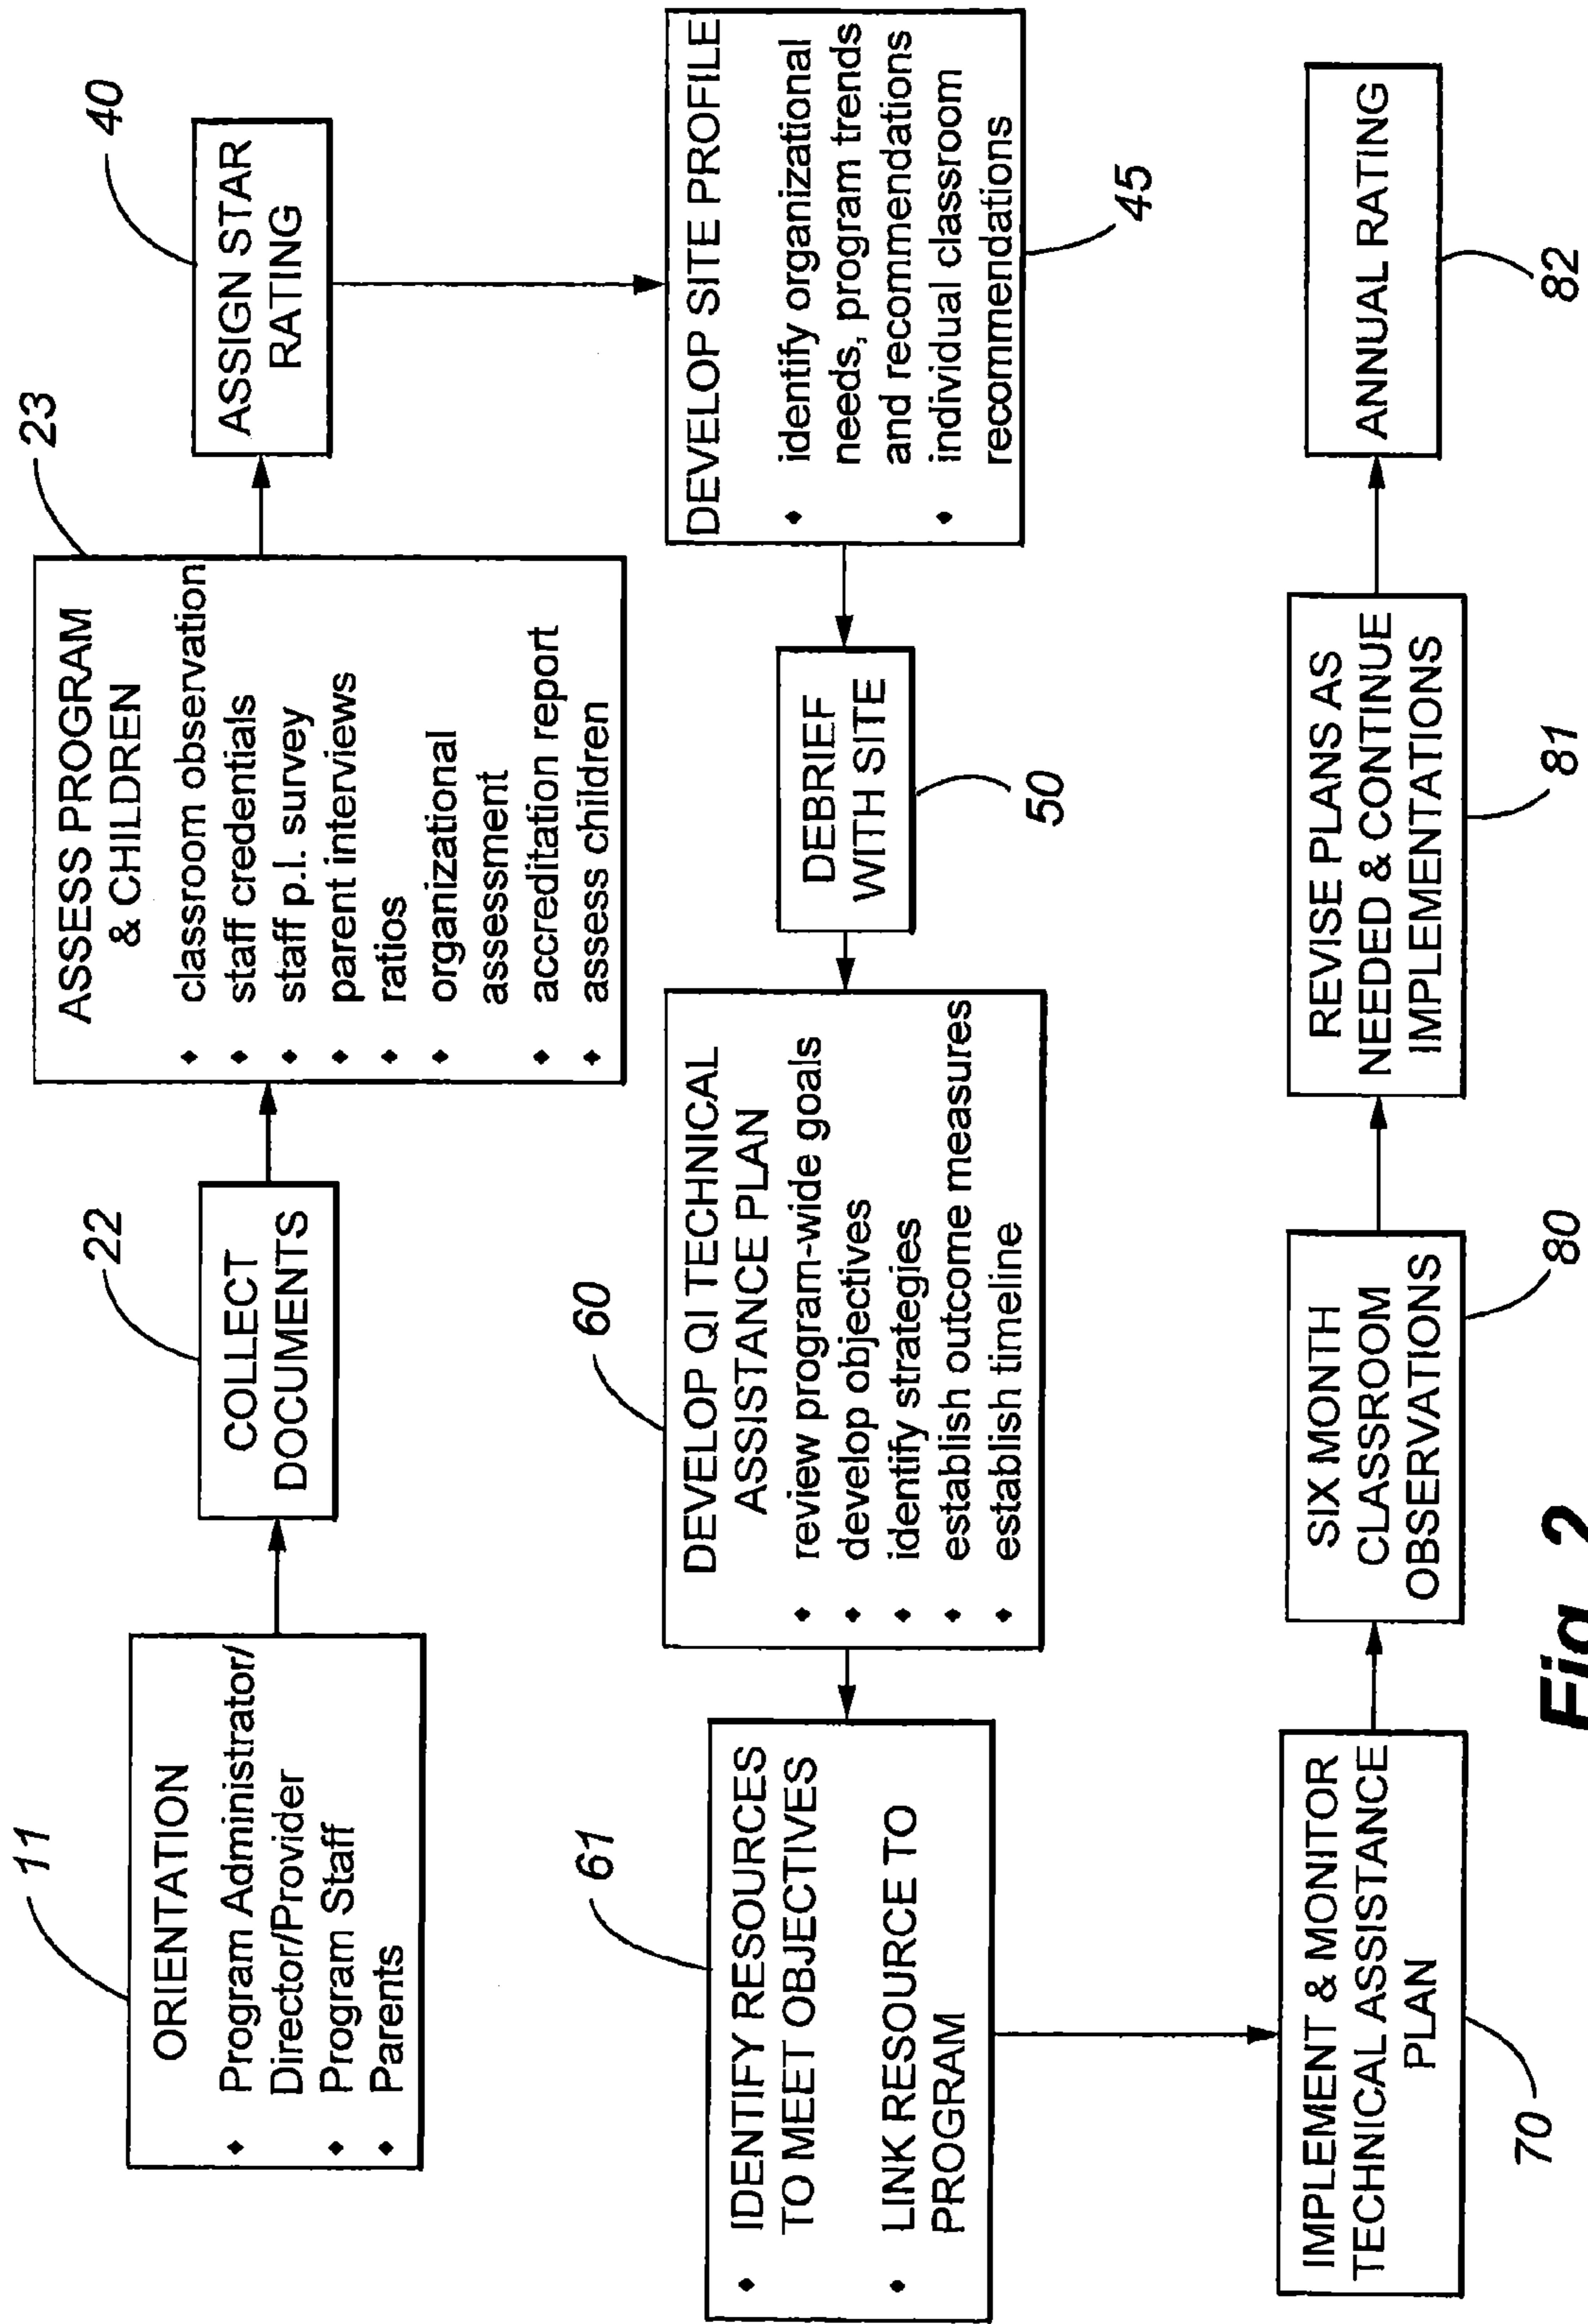 11
ORIENTATION
♦ Program Administrator/
Director/Provider
♦ Program Staff
♦ Parents
22
COLLECT
DOCUMENTS
23
ASSESS PROGRAM
& CHILDREN
♦ classroom observation
♦ staff credentials
♦ staff p.l. survey
♦ parent interviews
♦ ratios
♦ organizational
assessment
♦ accreditation report
♦ assess children
40
ASSIGN STAR
RATING
DEVELOP SITE PROFILE
♦ identify organizational
needs, program trends
and recommendations
♦ individual classroom
recommendations
45
DEBRIEF
WITH SITE
50
60
DEVELOP QI TECHNICAL
ASSISTANCE PLAN
♦ review program-wide goals
♦ develop objectives
♦ identify strategies
♦ establish outcome measures
♦ establish timeline
61
♦ IDENTIFY RESOURCES
TO MEET OBJECTIVES
♦ LINK RESOURCE TO
PROGRAM
IMPLEMENT & MONITOR
TECHNICAL ASSISTANCE
PLAN
70
SIX MONTH
CLASSROOM
OBSERVATIONS
80
REVISE PLANS AS
NEEDED & CONTINUE
IMPLEMENTATIONS
81
ANNUAL RATING
82
Fig. 2